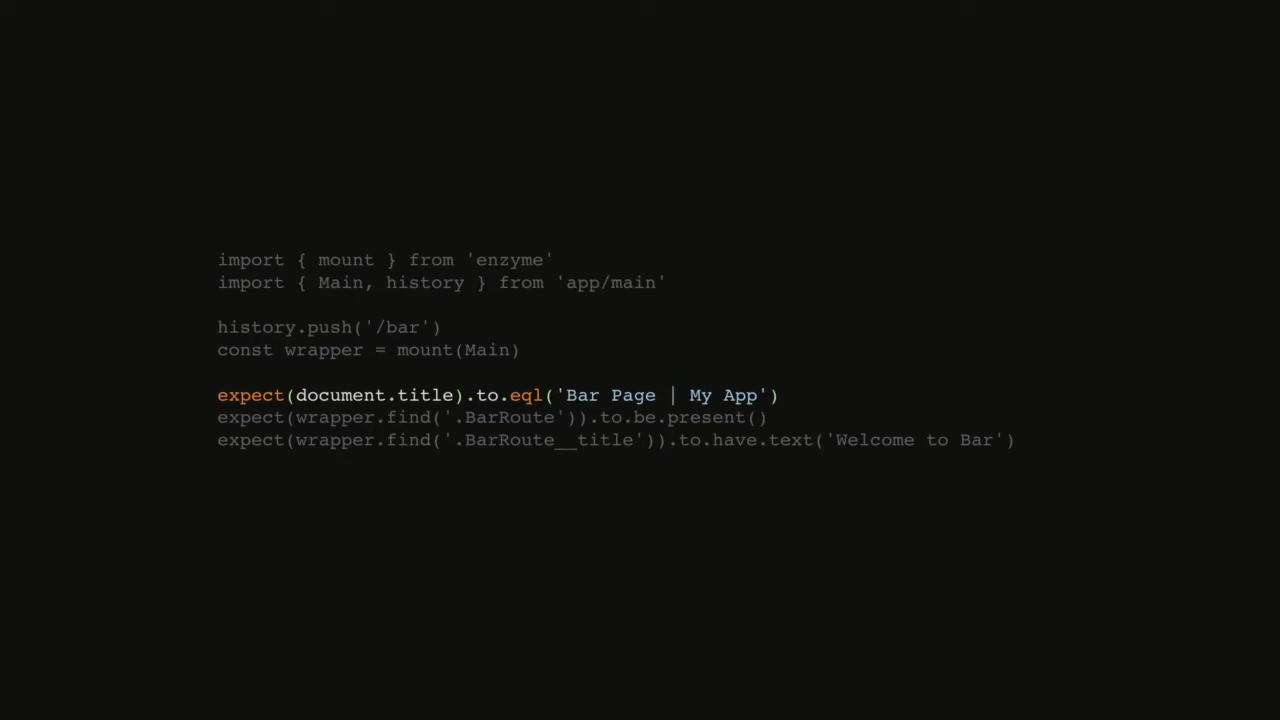 import { mount } from 'enzyme'
import { Main, history } from 'app/main'
history.push('/bar')
const wrapper = mount(Main)
expect(document.title).to.eql('Bar Page | My App')
expect(wrapper.find('.BarRoute')).to.be.present()
expect(wrapper.find('.BarRoute__title')).to.have.text('Welcome to Bar')